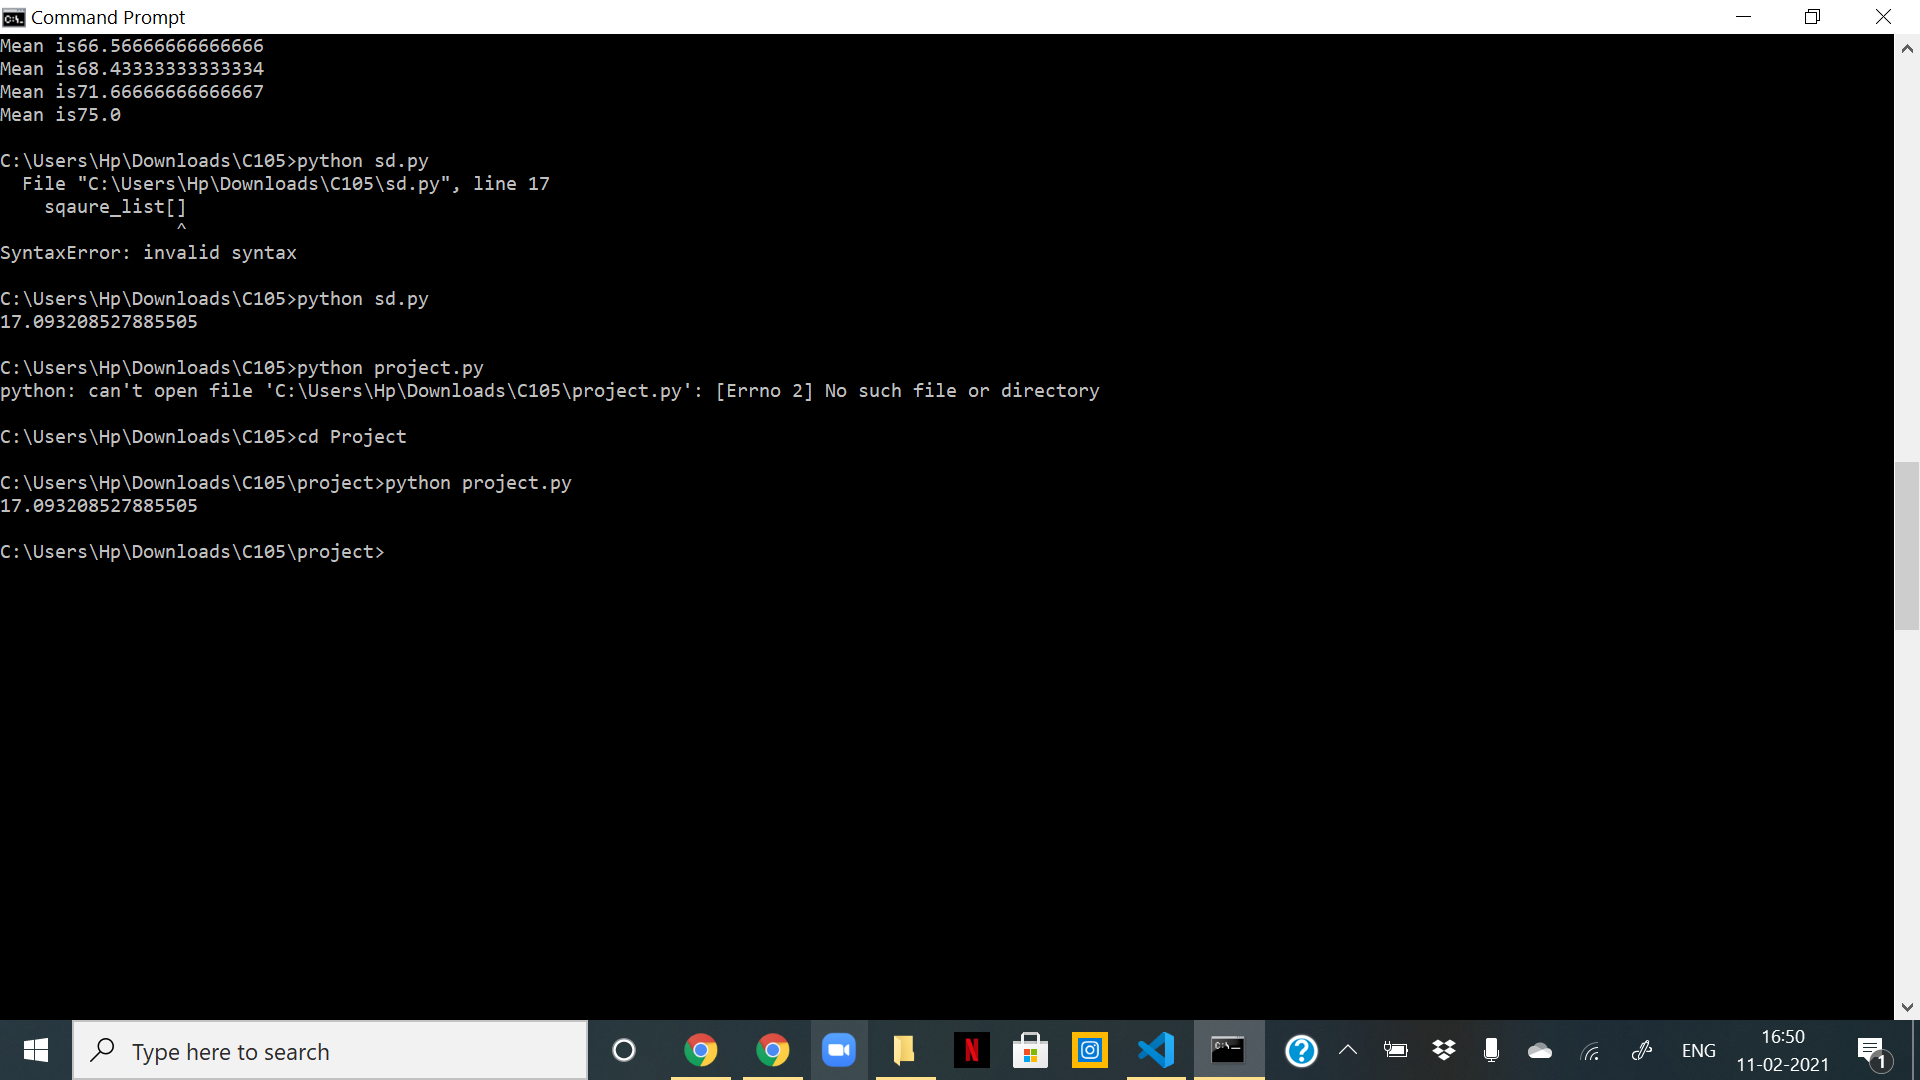 Command Prompt
Mean is66.56666666666666
Mean is68.43333333333334
Mean is71.66666666666667
Mean is75.0
C:\Users\Hp\Downloads\C105>python sd.py
  File "C:\Users\Hp\Downloads\C105\sd.py", line 17
    sqaure_list[]
                ^
SyntaxError: invalid syntax
C:\Users\Hp\Downloads\C105>python sd.py
17.093208527885505
C:\Users\Hp\Downloads\C105>python project.py
python: can't open file 'C:\Users\Hp\Downloads\C105\project.py': [Errno 2] No such file or directory
C:\Users\Hp\Downloads\C105>cd Project
C:\Users\Hp\Downloads\C105\project>python project.py
17.093208527885505
C:\Users\Hp\Downloads\C105\project>
Type here to search
ENG
16:50
11-02-2021
1